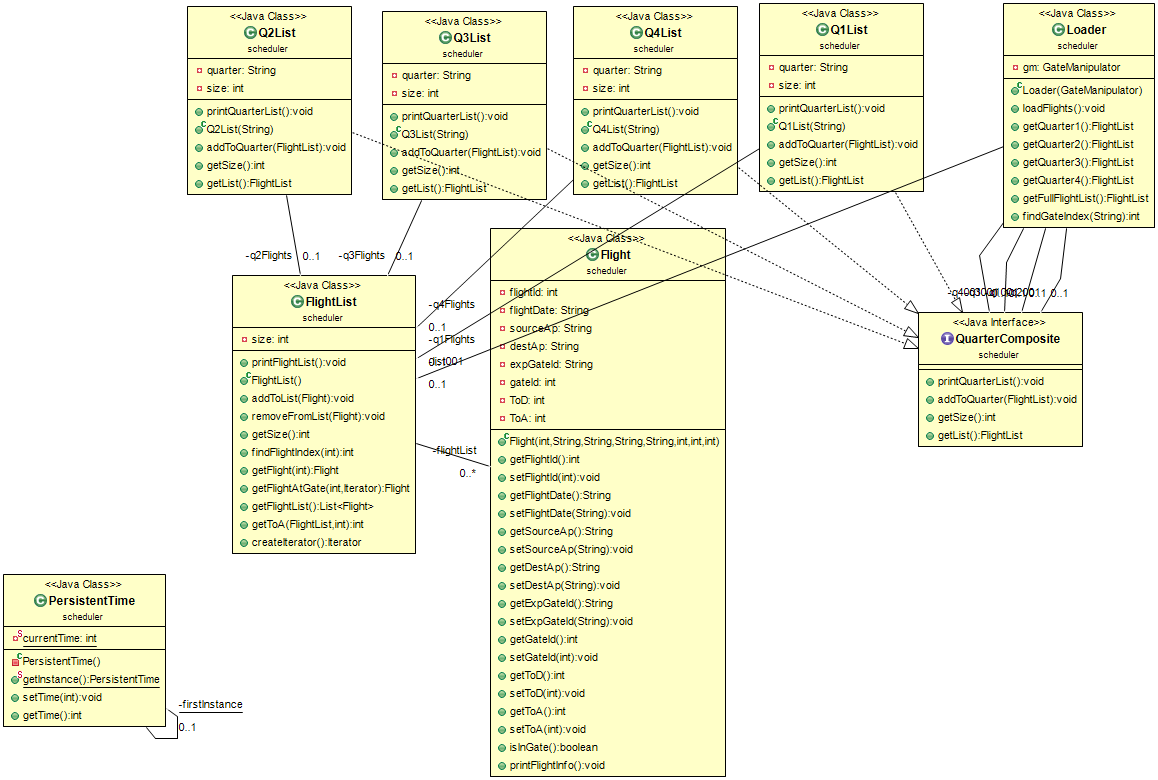 <<Java Class>>
Q2List
scheduler
quarter: String
size: int
printQuarterList():void
Q2List(String)
addToQuarter(FlightList):void
getSize():int
getList():FlightList
<<Java Class>>
Q3List
scheduler
quarter: String
size: int
printQuarterList():void
Q3List(String)
addToQuarter(FlightList):void
getSize():int
getList():FlightList
<<Java Class>>
Q4List
scheduler
quarter: String
size: int
printQuarterList():void
Q4List(String)
addToQuarter(FlightList):void
getSize():int
getList():FlightList
<<Java Class>>
Q1List
scheduler
quarter: String
size: int
printQuarterList():void
Q1List(String)
addToQuarter(FlightList):void
getSize():int
getList():FlightList
<<Java Class>>
Loader
scheduler
gm: GateManipulator
Loader(GateManipulator)
loadFlights():void
getQuarter1():FlightList
getQuarter2():FlightList
getQuarter3():FlightList
getQuarter4():FlightList
getFullFlightList():FlightList
findGateIndex(String):int
-q2Flights 0..1
-q3Flights 0..1
<<Java Class>>
FlightList
scheduler
size: int
printFlightList():void
FlightList()
addToList(Flight):void
removeFromList(Flight):void
getSize():int
findFlightIndex(int):int
getFlight(int):Flight
getFlightAtGate(int,Iterator):Flight
getFlightList():List<Flight>
getToA(FlightList,int):int
createIterator():Iterator
-q4Flights
0..1
-q1Flights
0..1
-flightList
0..*
<<Java Class>>
Flight
scheduler
flightId: int
flightDate: String
sourceAp: String
destAp: String
expGateId: String
gateId: int
ToD: int
ToA: int
Flight(int,String,String,String,String,int,int,int)
getFlightId():int
setFlightId(int):void
getFlightDate():String
setFlightDate(String):void
getSourceAp():String
setSourceAp(String):void
getDestAp():String
setDestAp(String):void
getExpGateId():String
setExpGateId(String):void
getGateId():int
setGateId(int):void
getToD():int
setToD(int):void
getToA():int
setToA(int):void
isInGate():boolean
printFlightInfo():void
0..1
<<Java Interface>>
QuarterComposite
scheduler
printQuarterList():void
addToQuarter(FlightList):void
getSize():int
getList():FlightList
<<Java Class>>
PersistentTime
scheduler
currentTime: int
PersistentTime()
getInstance():PersistentTime
setTime(int):void
getTime():int
-firstInstance
0..1